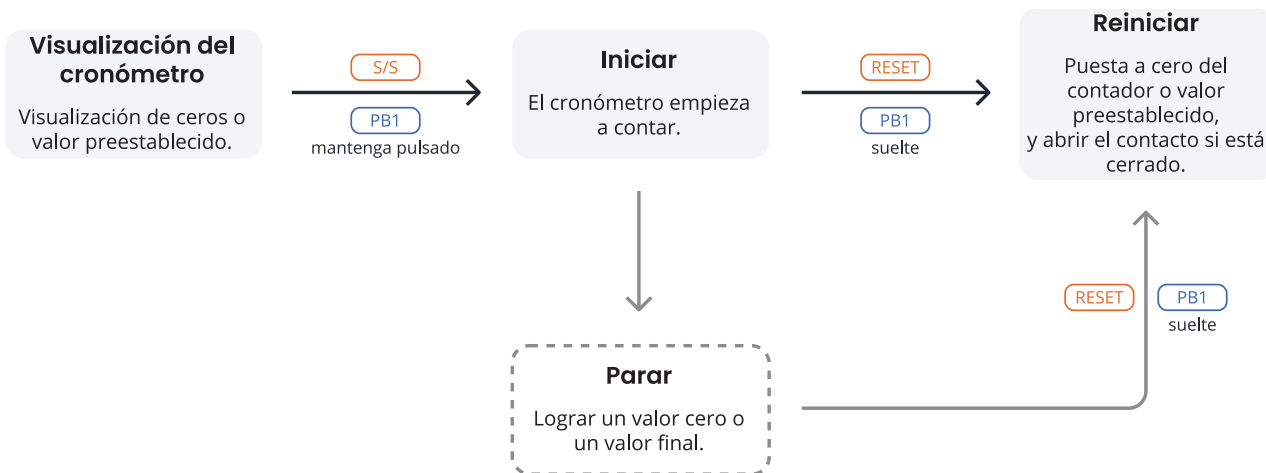 Visualización del
cronómetro
Visualización de ceros o
valor preestablecido.
S/S
PB1
mantenga pulsado
Iniciar
El cronómetro empieza
a contar.
RESET
PB1
suelte
Reiniciar
Puesta a cero del
contador o valor
preestablecido,
y abrir el contacto si está
cerrado.
RESET
PB1
suelte
Parar
Lograr un valor cero o
un valor final.